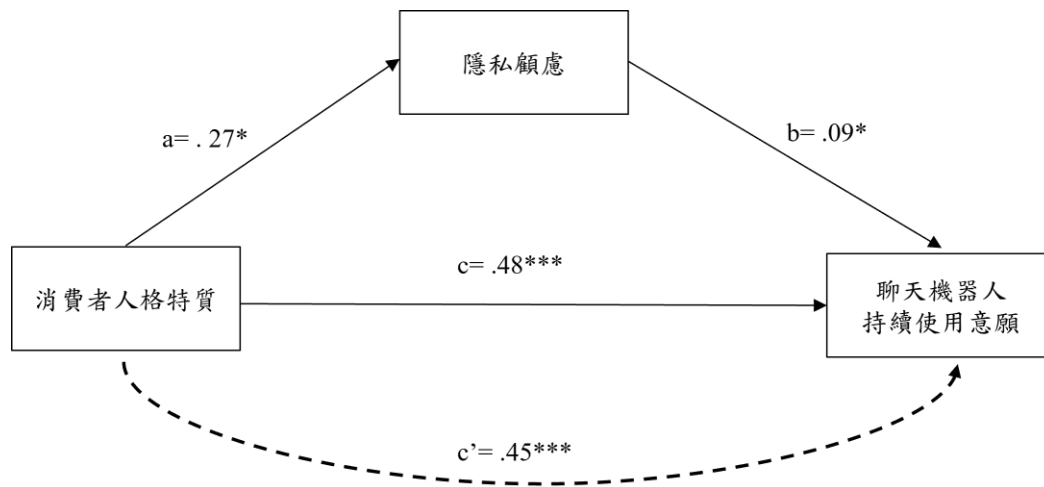 隱私顧慮
a= . 27*
b= .09*
c= .48***
消費者人格特質
聊天機器人
持續使用意願
c’= .45***